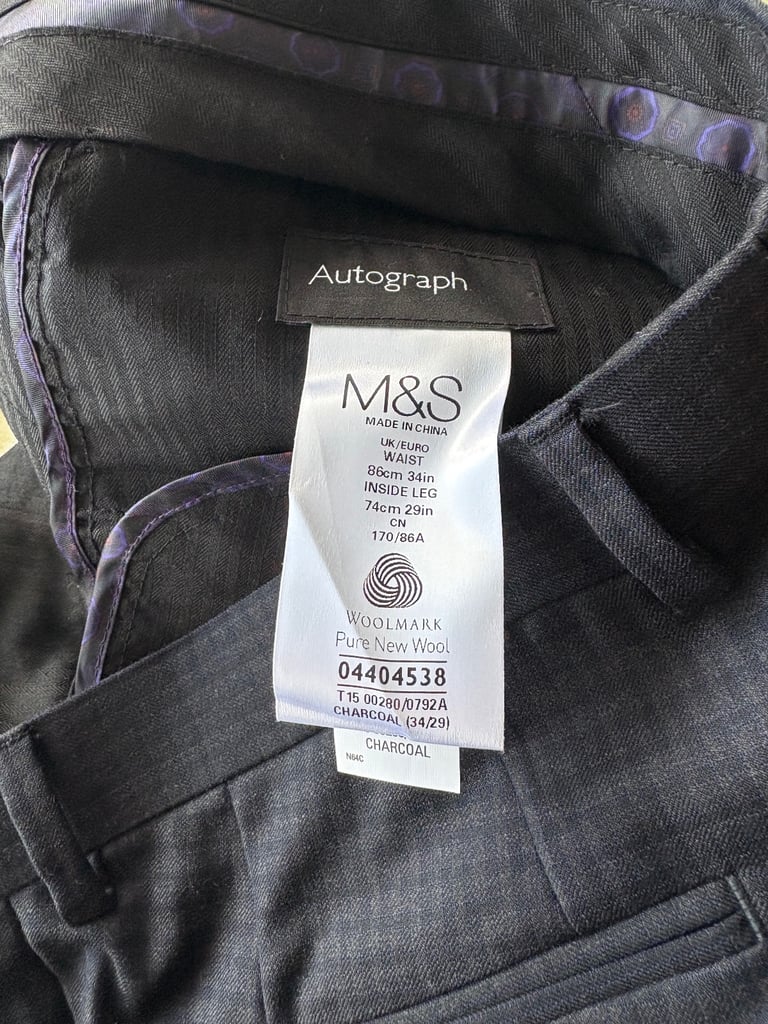 Autograph
M&S
MADE IN CHINA
UK/EURO
WAIST
86cm 34in
INSIDE LEG
74cm 29in
CN
170/86A
WOOLMARK
Pure New Wool
04404538
T15 00280/0792A
CHARCOAL (34/29)
CHARCOAL
N64C